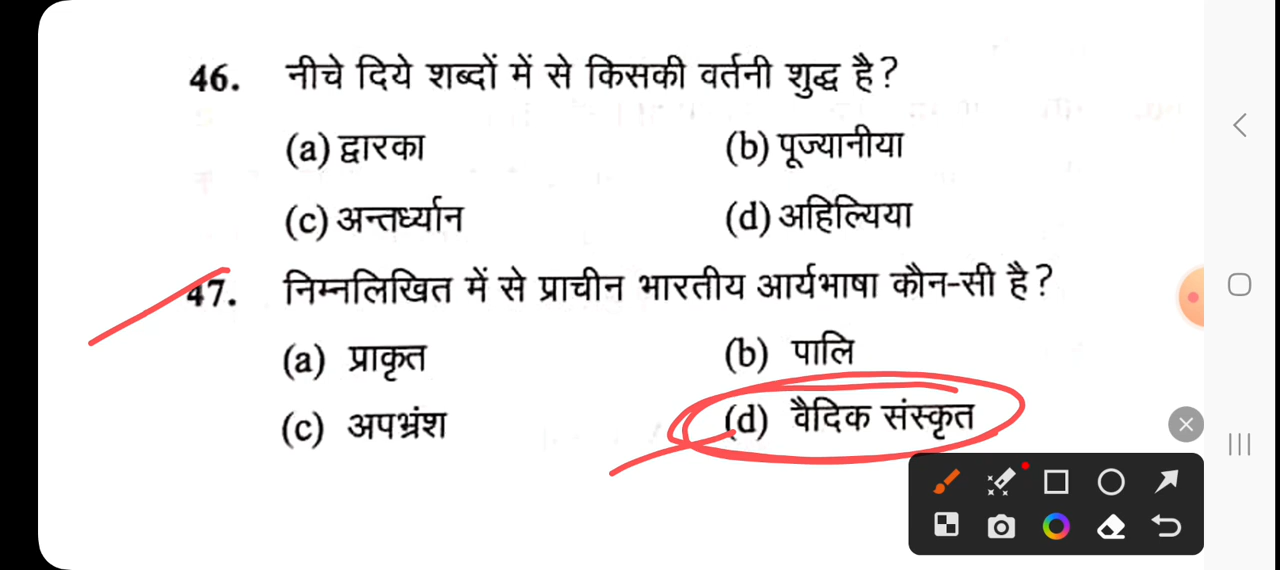 46. नीचे दिये शब्दों में से किसकी वर्तनी शुद्ध है?
(a) द्वारका (b) पूज्यानीया
(c) अन्तर्ध्यान (d) अहिल्यिया
47. निम्नलिखित में से प्राचीन भारतीय आर्यभाषा कौन-सी है?
(a) प्राकृत (b) पालि
(c) अपभ्रंश (d) वैदिक संस्कृत